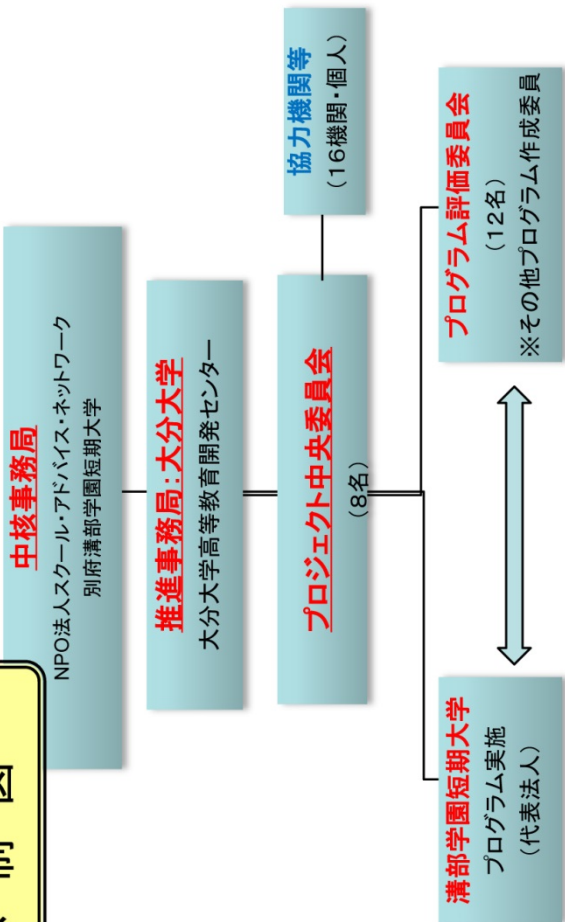 制 図
中核事務局
NPO法人スクール・アドバイス・ネットワーク
別府溝部学園短期大学
推進事務局:大分大学
大分大学高等教育開発センター
プロジェクト中央委員会
(8名)
協力機関等
(16機関・個人)
溝部学園短期大学
プログラム実施
(代表法人)
プログラム評価委員会
(12名)
※その他プログラム作成委員